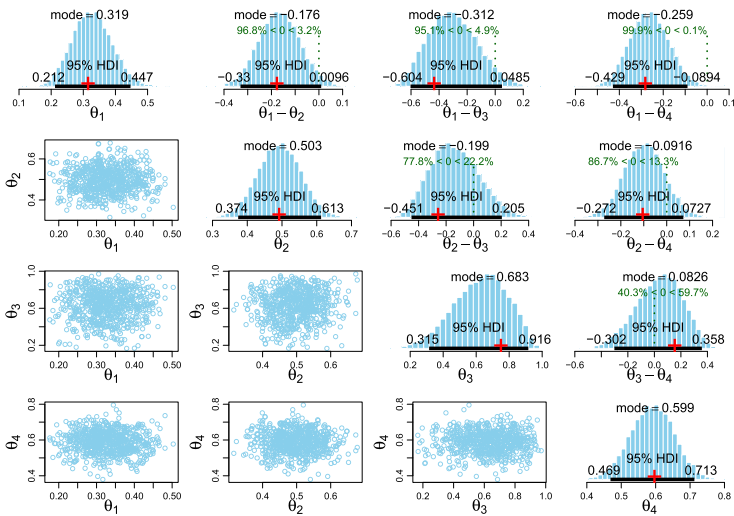 mode = 0.319
95% HDI
0.212 0.447
0.1 0.2 0.3 0.4 0.5
θ1
mode = −0.176
96.8% < 0 < 3.2%
95% HDI
−0.33 0.0096
−0.4 −0.2 0.0 0.1
θ1 − θ2
mode = −0.312
95.1% < 0 < 4.9%
95% HDI
−0.604 0.0485
−0.6 −0.2 0.0 0.2
θ1 − θ3
mode = −0.259
99.9% < 0 < 0.1%
95% HDI
−0.429 −0.0894
−0.6 −0.4 −0.2 0.0 0.1
θ1 − θ4
θ2
0.4 0.6
0.20 0.30 0.40 0.50
θ1
mode = 0.503
95% HDI
0.374 0.613
0.3 0.4 0.5 0.6 0.7
θ2
mode = −0.199
77.8% < 0 < 22.2%
95% HDI
−0.451 0.205
−0.6 −0.2 0.0 0.2 0.4
θ2 − θ3
mode = −0.0916
86.7% < 0 < 13.3%
95% HDI
−0.272 0.0727
−0.4 −0.2 0.0 0.2
θ2 − θ4
θ3
0.2 0.6 1.0
0.20 0.30 0.40 0.50
θ1
θ3
0.2 0.6 1.0
0.4 0.5 0.6
θ2
mode = 0.683
95% HDI
0.315 0.916
0.2 0.4 0.6 0.8 1.0
θ3
mode = 0.0826
40.3% < 0 < 59.7%
95% HDI
−0.302 0.358
−0.4 −0.2 0.0 0.2 0.4
θ3 − θ4
θ4
0.4 0.6 0.8
0.20 0.30 0.40 0.50
θ1
θ4
0.4 0.6 0.8
0.4 0.5 0.6
θ2
θ4
0.4 0.6 0.8
0.2 0.4 0.6 0.8 1.0
θ3
mode = 0.599
95% HDI
0.469 0.713
0.4 0.5 0.6 0.7 0.8
θ4